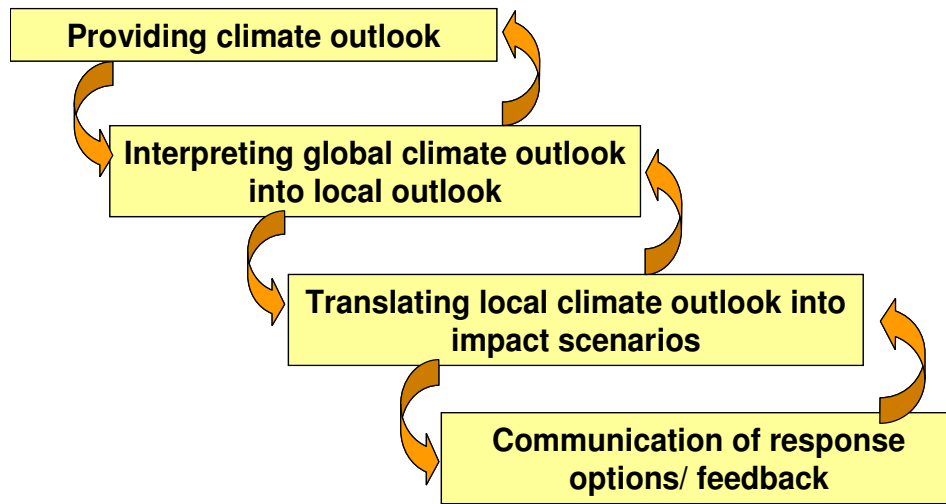 Providing climate outlook
Interpreting global climate outlook
into local outlook
Translating local climate outlook into
impact scenarios
Communication of response
options/ feedback